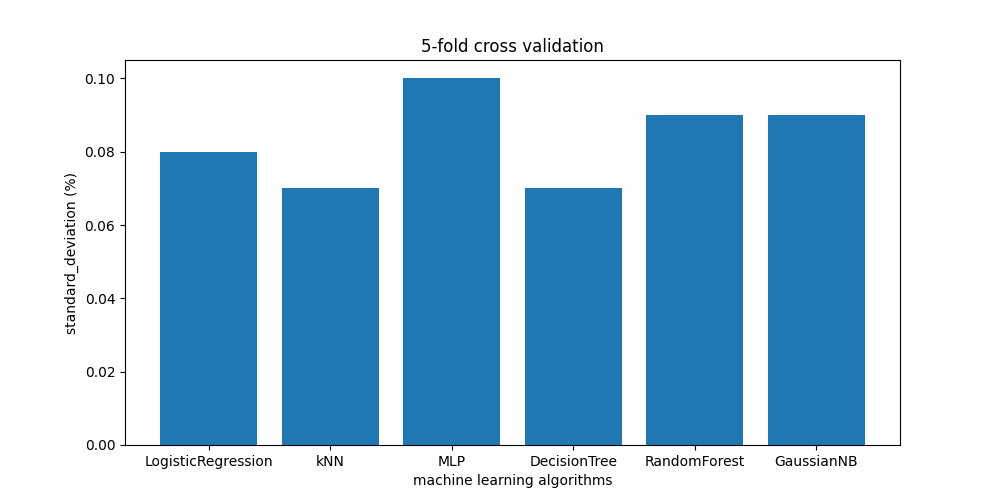 5-fold cross validation
0.10
0.08
0.06
0.04
0.02
0.00
standard_deviation (%)
LogisticRegression kNN MLP DecisionTree RandomForest GaussianNB
machine learning algorithms